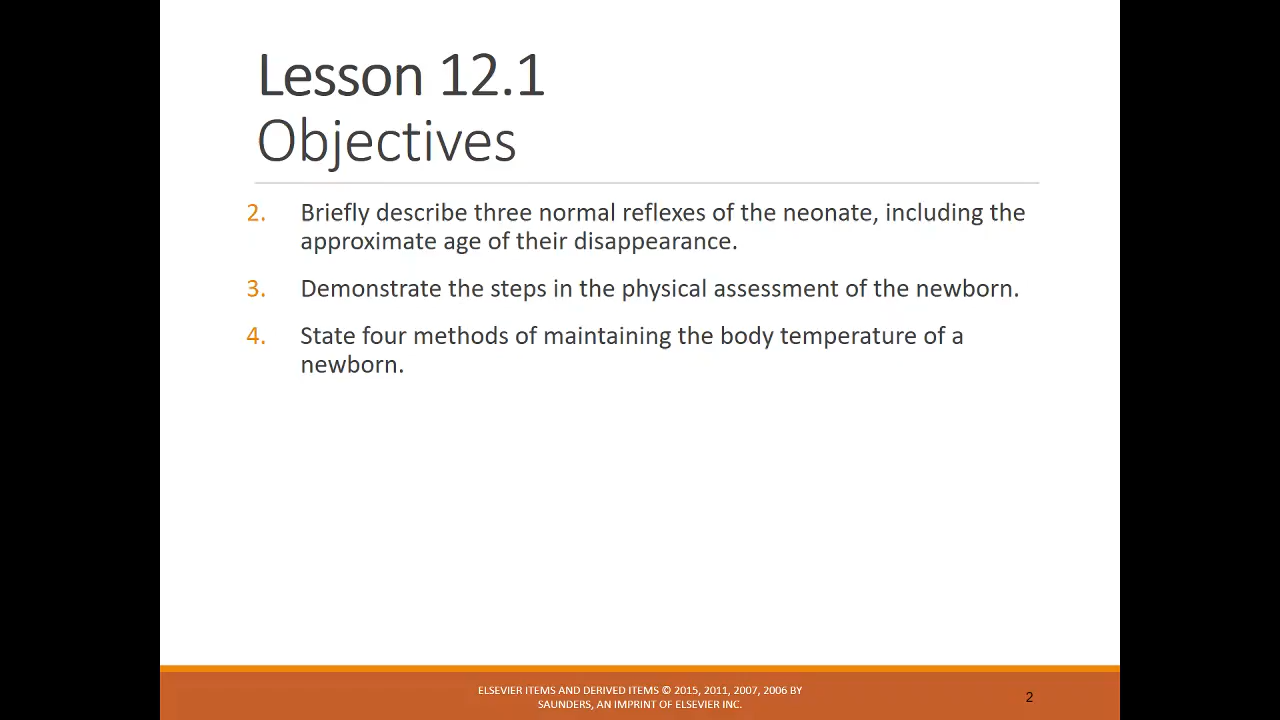 Lesson 12.1
Objectives
2. Briefly describe three normal reflexes of the neonate, including the
approximate age of their disappearance.
3. Demonstrate the steps in the physical assessment of the newborn.
4. State four methods of maintaining the body temperature of a
newborn.
ELSEVIER ITEMS AND DERIVED ITEMS © 2015, 2011, 2007, 2006 BY
SAUNDERS, AN IMPRINT OF ELSEVIER INC.
2